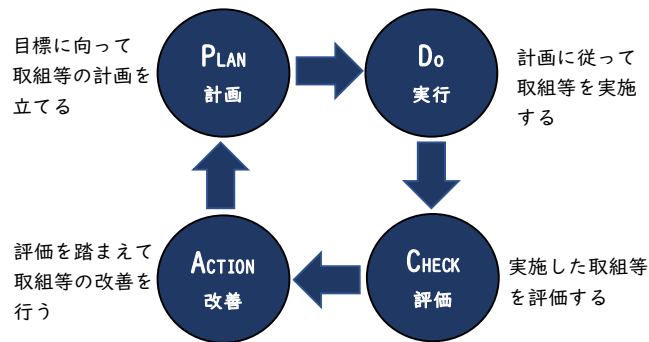 目標に向って
取組等の計画を
立てる
PLAN
計画
Do
実行
計画に従って
取組等を実施
する
評価を踏まえて
取組等の改善を
行う
ACTION
改善
CHECK
評価
実施した取組等
を評価する